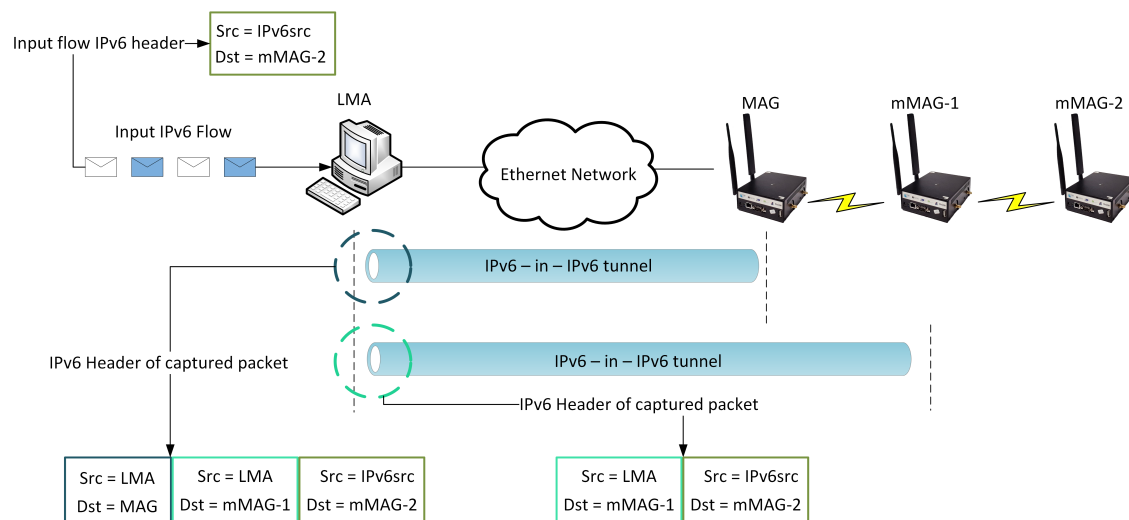 Input flow IPv6 header
Src = IPv6src
Dst = mMAG-2
LMA
MAG
mMAG-1
mMAG-2
Input IPv6 Flow
Ethernet Network
IPv6 – in – IPv6 tunnel
IPv6 – in – IPv6 tunnel
IPv6 Header of captured packet
IPv6 Header of captured packet
Src = LMA
Dst = MAG
Src = LMA
Dst = mMAG-1
Src = IPv6src
Dst = mMAG-2
Src = LMA
Dst = mMAG-1
Src = IPv6src
Dst = mMAG-2